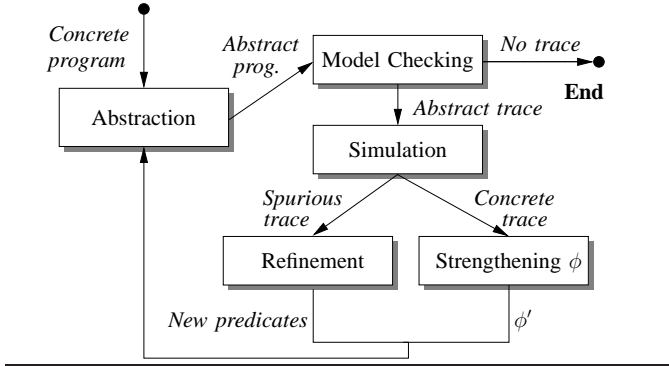 Concrete
program
Abstract
prog.
Model Checking
No trace
End
Abstraction
Abstract trace
Simulation
Spurious
trace
Concrete
trace
Refinement
Strengthening ϕ
New predicates
ϕ′